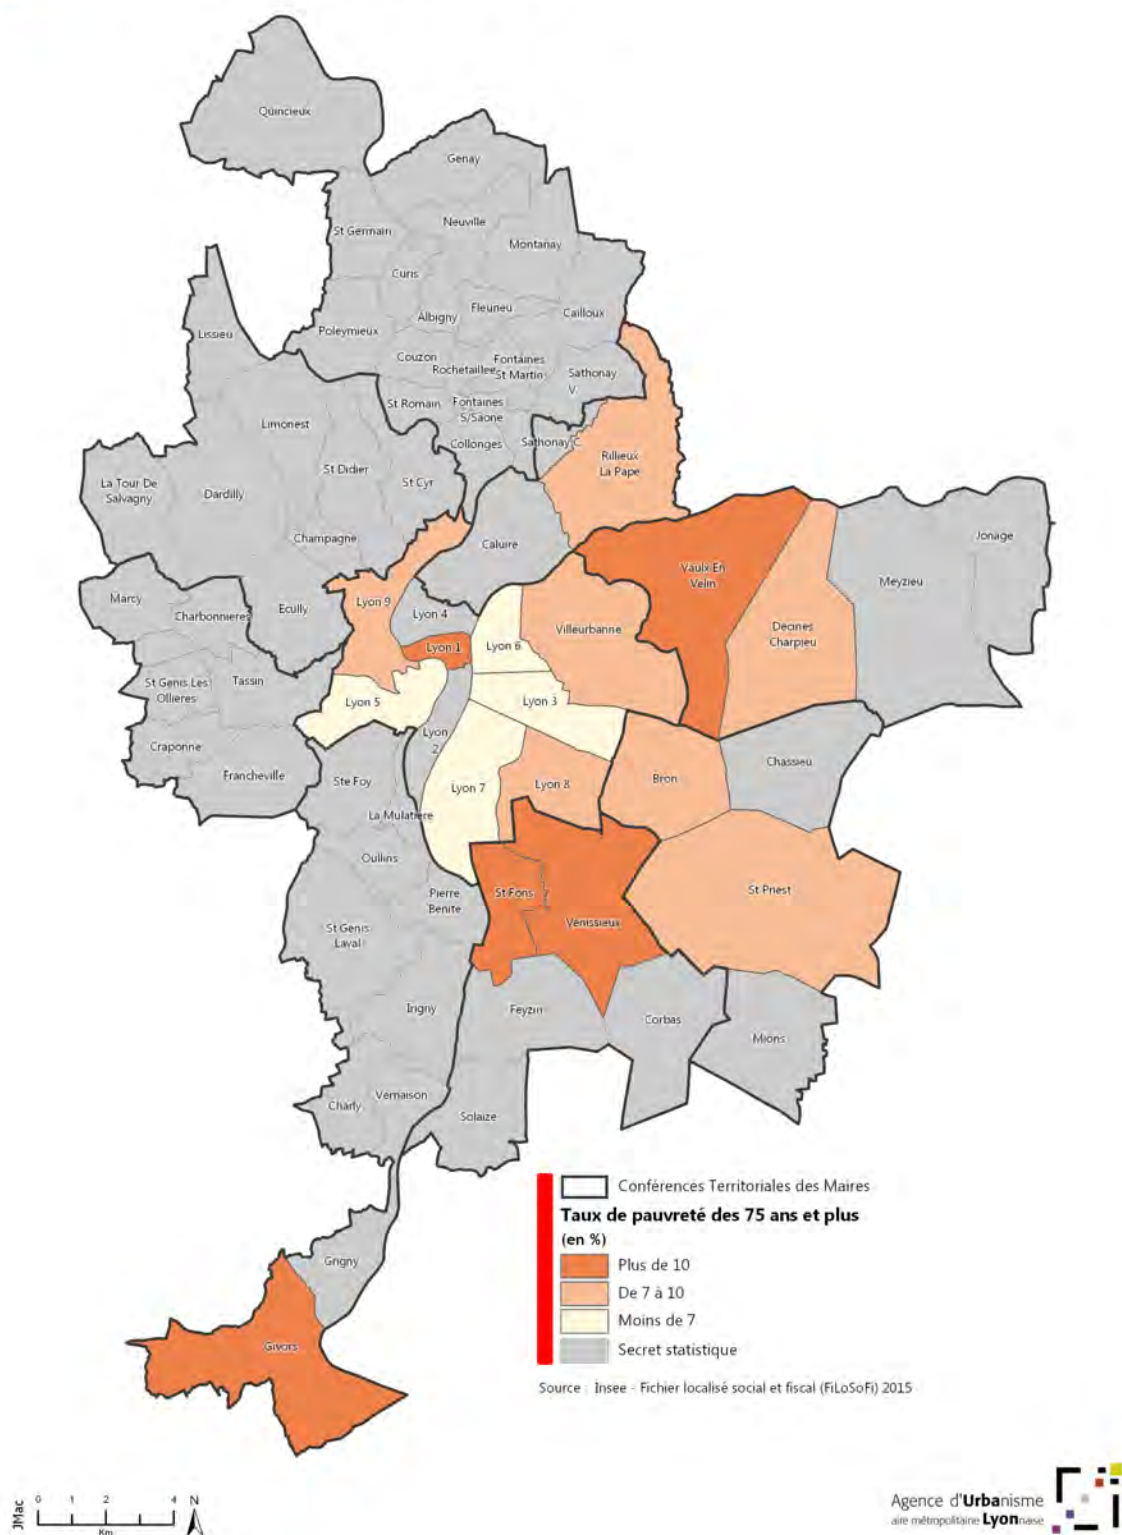 Quincieux
Genay
Neuville
St Germain
Montanay
Curis
Fleurieu
Cailloux
Albigny
Poleymieux
Lissieu
Couzon
Rochetaillee
Fontaines
St Martin
Sathonay
V.
St Romain
Fontaines
S/Saone
Limonest
Collonges
Sathonay C.
Rillieux
La Pape
St Didier
St Cyr
La Tour De
Salvagny
Dardilly
Champagne
Caluire
Jonage
Vaulx En
Velin
Meyzieu
Marcy
Charbonnieres
Ecully
Lyon 9
Lyon 4
Villeurbanne
Decines
Charpieu
Lyon 1
Lyon 6
St Genis Les
Ollieres
Tassin
Lyon 5
Lyon 3
Craponne
Lyon
2
Francheville
Ste Foy
Lyon 7
Lyon 8
Bron
Chassieu
La Mulatiere
Oullins
Pierre
Benite
St Fons
St Priest
Venissieux
St Genis
Laval
Irigny
Feyzin
Corbas
Mions
Charly
Vernaison
Solaize
Conférences Territoriales des Maires
Taux de pauvreté des 75 ans et plus
(en %)
Plus de 10
De 7 à 10
Moins de 7
Secret statistique
Grigny
Givors
Source : Insee - Fichier localisé social et fiscal (FiLoSoFi) 2015
JMac
0 1 2 4 N
Km
Agence d'Urbanisme
aire métropolitaine Lyonnaise